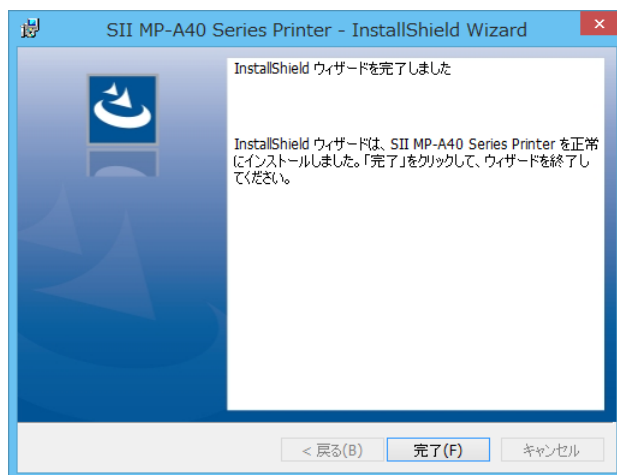 SII MP-A40 Series Printer - InstallShield Wizard
InstallShield ウィザードを完了しました
InstallShield ウィザードは、SII MP-A40 Series Printer を正常
にインストールしました。「完了」をクリックして、ウィザードを終了し
てください。
< 戻る(B)
完了(F)
キャンセル